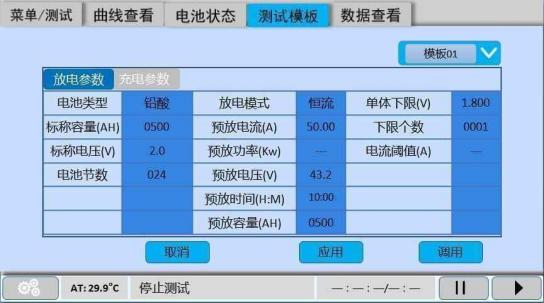 菜单/测试 曲线查看 电池状态 测试模板 数据查看
模板01
放电参数 充电参数
电池类型 铅酸 放电模式 恒流 单体下限(V) 1.800
标称容量(AH) 0500 预放电流(A) 50.00 下限个数 0001
标称电压(V) 2.0 预放功率(Kw) --- 电流阈值(A) ---
电池节数 024 预放电压(V) 43.2
预放时间(H:M) 10:00
预放容量(AH) 0500
取消 应用 调用
AT: 29.9°C 停止测试 -- : -- : --/-- : --